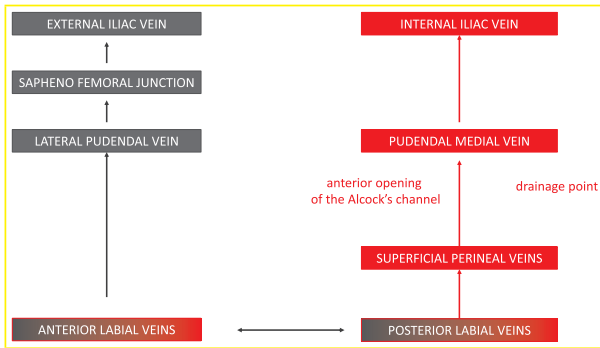 EXTERNAL ILIAC VEIN
INTERNAL ILIAC VEIN
SAPHENO FEMORAL JUNCTION
LATERAL PUDENDAL VEIN
PUDENDAL MEDIAL VEIN
anterior opening
of the Alcock's channel
drainage point
SUPERFICIAL PERINEAL VEINS
ANTERIOR LABIAL VEINS
POSTERIOR LABIAL VEINS